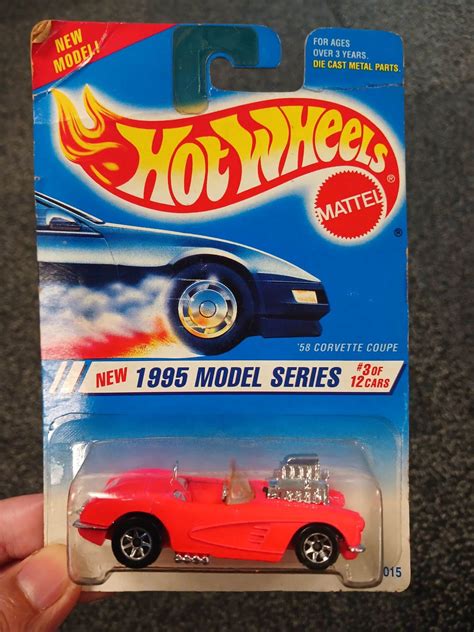 NEW MODEL!
FOR AGES
OVER 3 YEARS.
DIE CAST METAL PARTS.
HOT WHEELS
®
MATTEL
®
'58 CORVETTE COUPE
NEW 1995 MODEL SERIES #3 OF
12 CARS
015